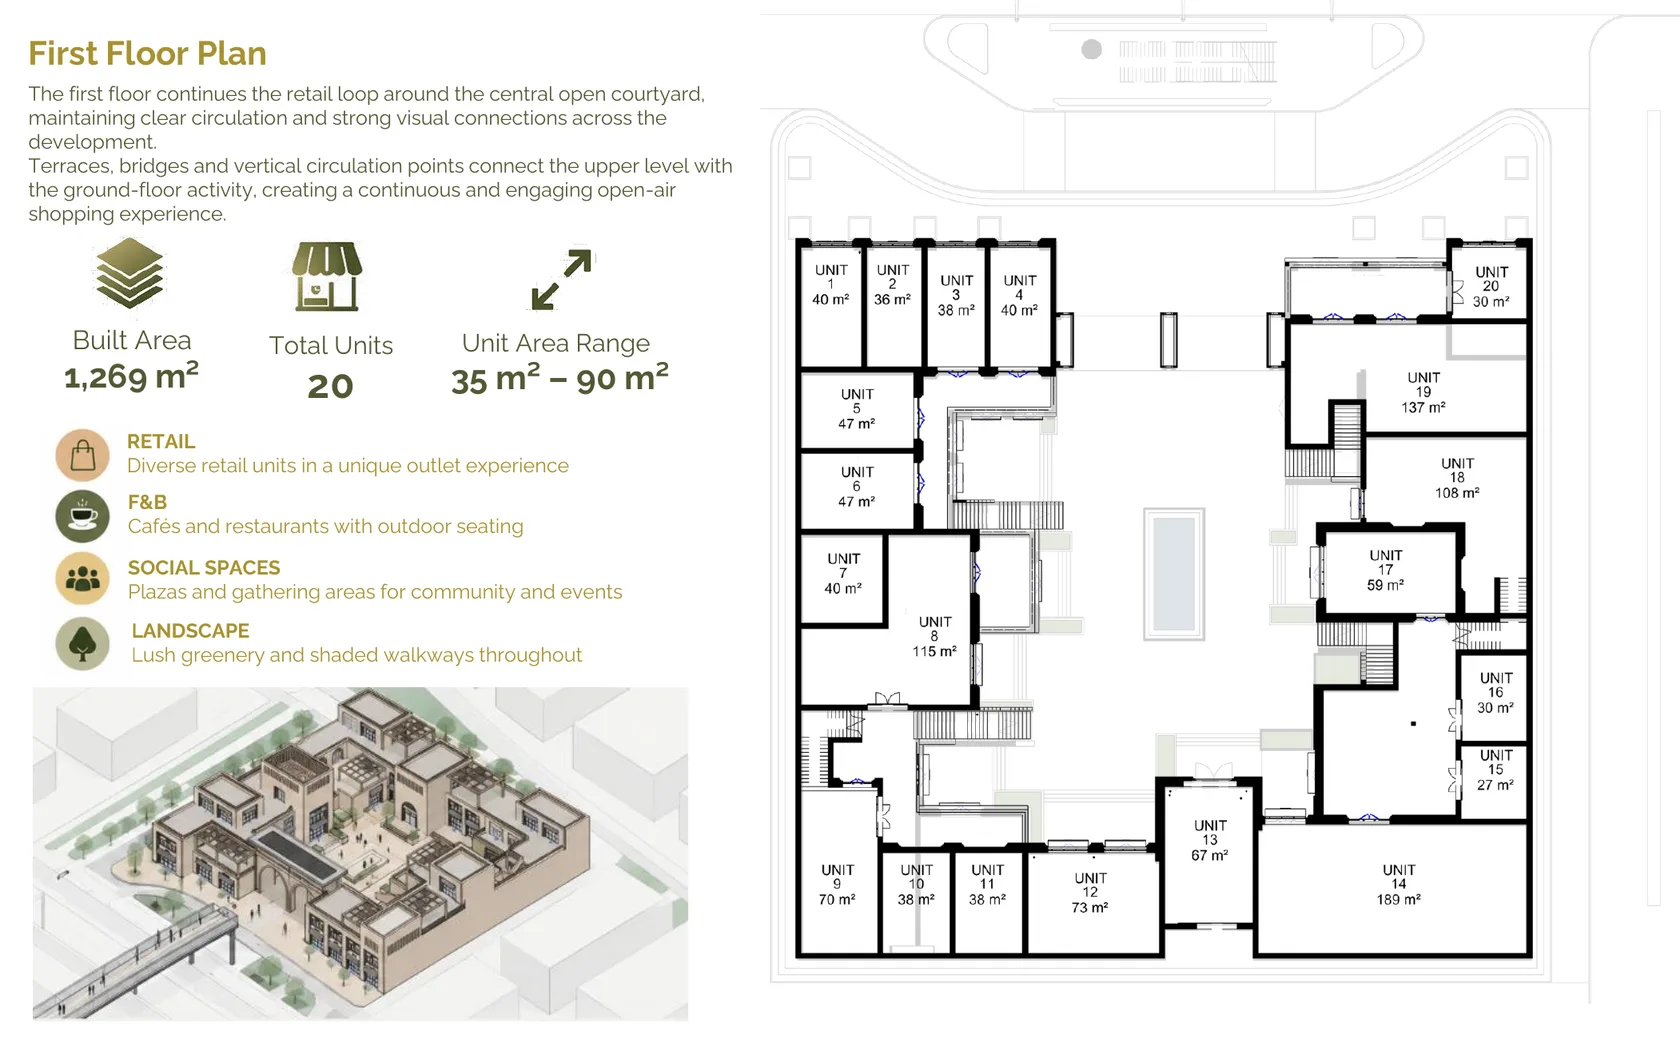 First Floor Plan
The first floor continues the retail loop around the central open courtyard,
maintaining clear circulation and strong visual connections across the
development.
Terraces, bridges and vertical circulation points connect the upper level with
the ground-floor activity, creating a continuous and engaging open-air
shopping experience.
Built Area
1,269 m²
Total Units
20
Unit Area Range
35 m² – 90 m²
RETAIL
Diverse retail units in a unique outlet experience
F&B
Cafés and restaurants with outdoor seating
SOCIAL SPACES
Plazas and gathering areas for community and events
LANDSCAPE
Lush greenery and shaded walkways throughout
UNIT
1
40 m²
UNIT
2
36 m²
UNIT
3
38 m²
UNIT
4
40 m²
UNIT
5
47 m²
UNIT
6
47 m²
UNIT
7
40 m²
UNIT
8
115 m²
UNIT
9
70 m²
UNIT
10
38 m²
UNIT
11
38 m²
UNIT
12
73 m²
UNIT
13
67 m²
UNIT
14
189 m²
UNIT
15
27 m²
UNIT
16
30 m²
UNIT
17
59 m²
UNIT
18
108 m²
UNIT
19
137 m²
UNIT
20
30 m²